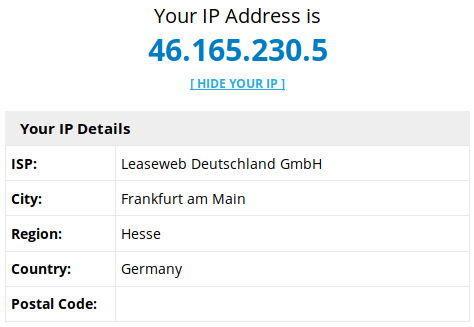 Your IP Address is
46.165.230.5
[ HIDE YOUR IP ]
Your IP Details
ISP: Leaseweb Deutschland GmbH
City: Frankfurt am Main
Region: Hesse
Country: Germany
Postal Code: